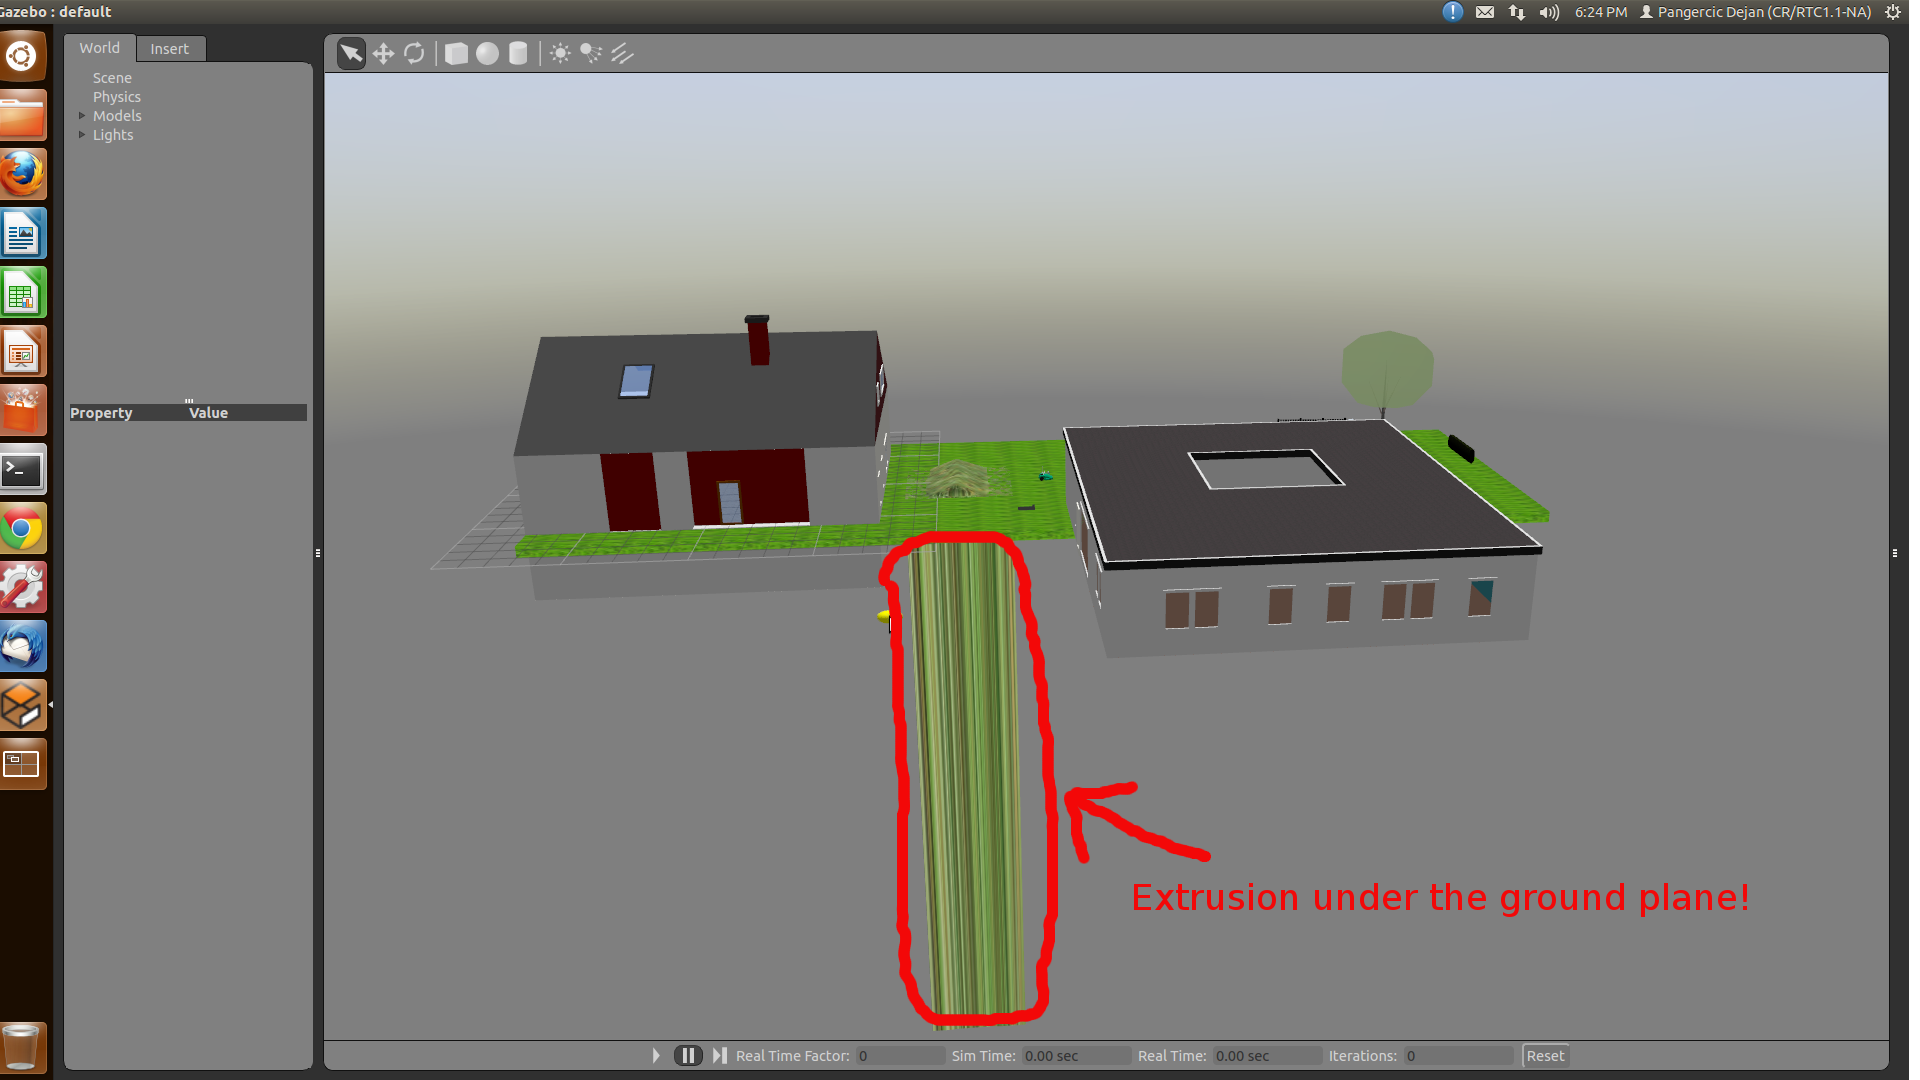 Gazebo : default
6:24 PM Pangercic Dejan (CR/RTC1.1-NA)
World Insert
Scene
Physics
Models
Lights
Property Value
Extrusion under the ground plane!
Real Time Factor: 0 Sim Time: 0.00 sec Real Time: 0.00 sec Iterations: 0 Reset